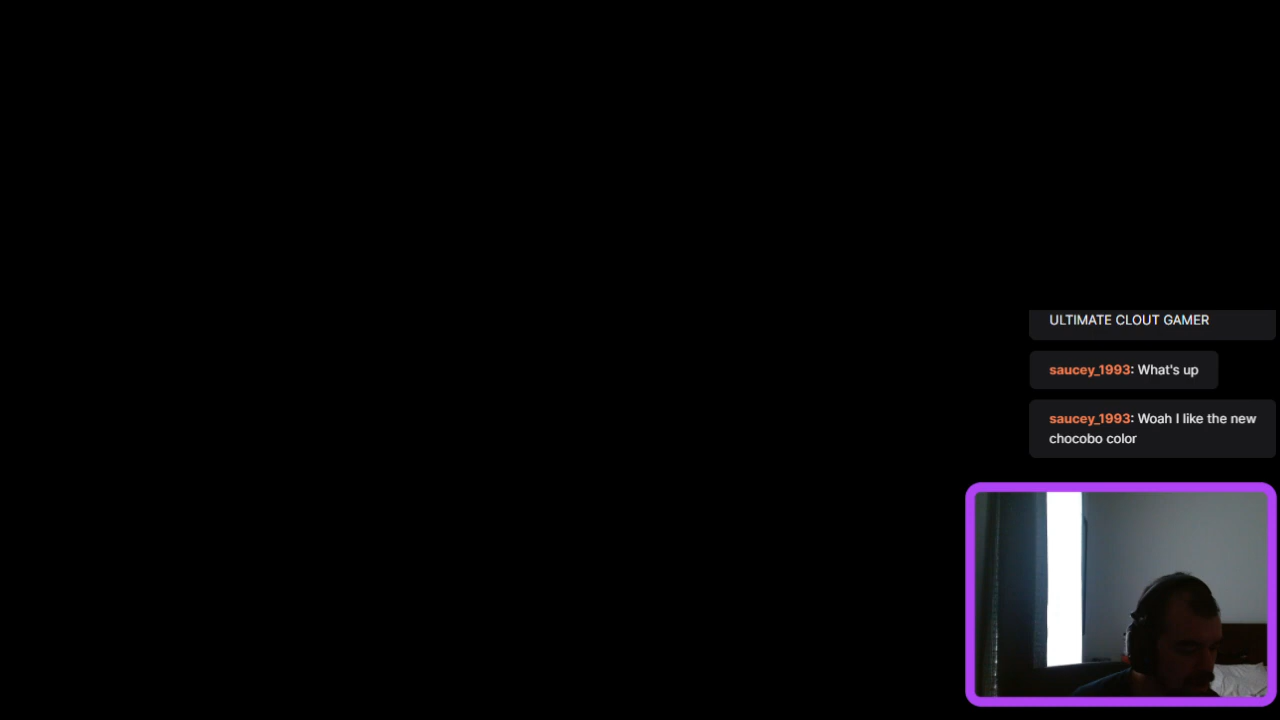 ULTIMATE CLOUT GAMER
saucey_1993: What's up
saucey_1993: Woah I like the new
chocobo color